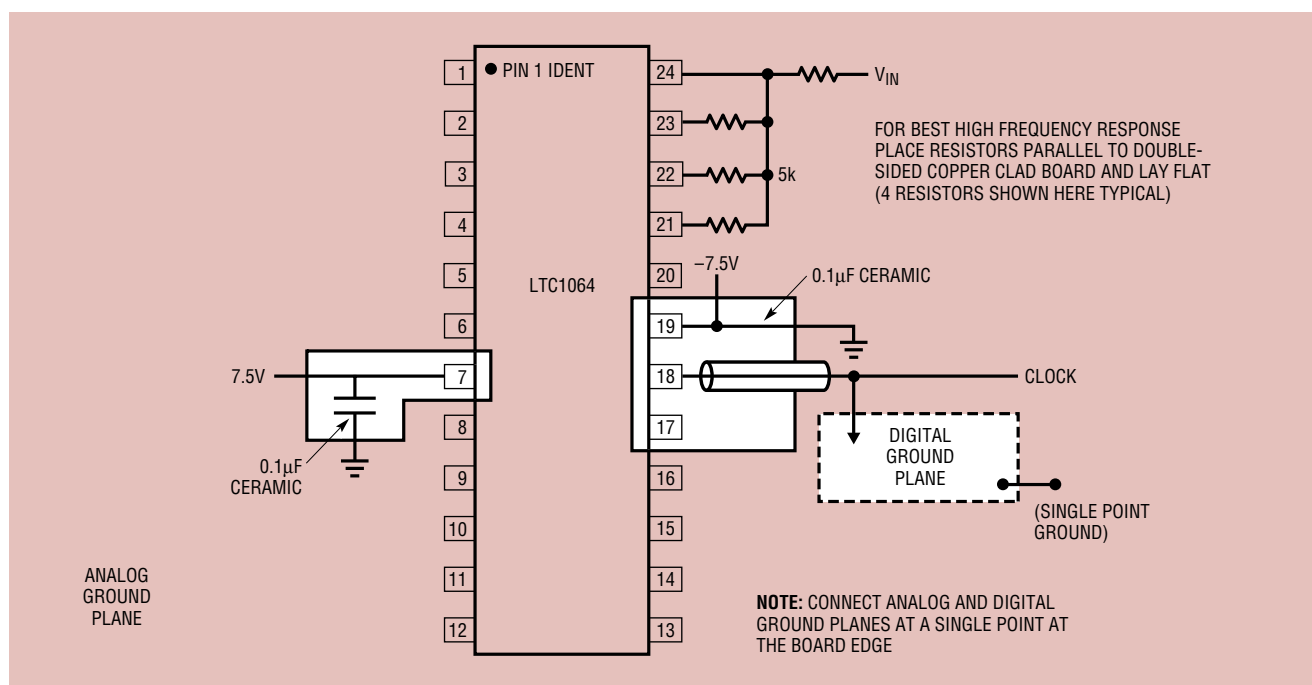 1
● PIN 1 IDENT
24
V_IN
2
23
FOR BEST HIGH FREQUENCY RESPONSE
PLACE RESISTORS PARALLEL TO DOUBLE-
SIDED COPPER CLAD BOARD AND LAY FLAT
(4 RESISTORS SHOWN HERE TYPICAL)
3
22
5k
4
21
5
LTC1064
20
–7.5V
0.1µF CERAMIC
6
19
7.5V
7
18
CLOCK
8
17
DIGITAL
GROUND
PLANE
0.1µF
CERAMIC
9
16
(SINGLE POINT
GROUND)
10
15
11
14
12
13
ANALOG
GROUND
PLANE
NOTE: CONNECT ANALOG AND DIGITAL
GROUND PLANES AT A SINGLE POINT AT
THE BOARD EDGE